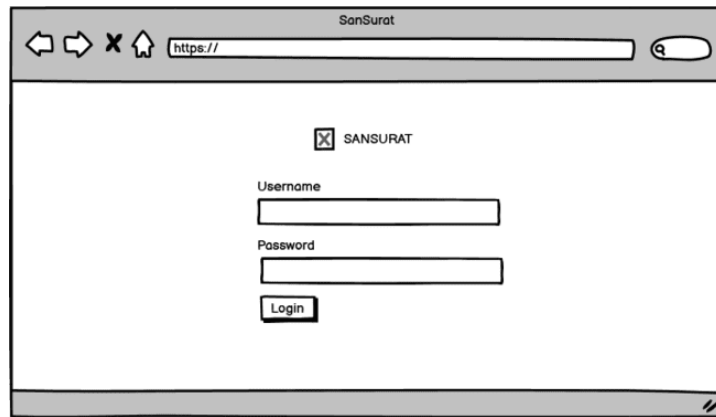 SanSurat
https://
SANSURAT
Username
Password
Login